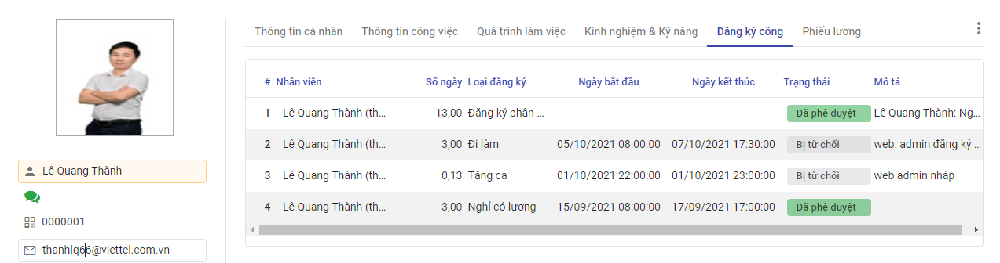 Thông tin cá nhân Thông tin công việc Quá trình làm việc Kinh nghiệm & Kỹ năng Đăng ký công Phiếu lương
# Nhân viên Số ngày Loại đăng ký Ngày bắt đầu Ngày kết thúc Trạng thái Mô tả
1 Lê Quang Thành (th... 13,00 Đăng ký phân ... Đã phê duyệt Lê Quang Thành: Ng...
2 Lê Quang Thành (th... 3,00 Đi làm 05/10/2021 08:00:00 07/10/2021 17:30:00 Bị từ chối web: admin đăng ký ...
3 Lê Quang Thành (th... 0,13 Tăng ca 01/10/2021 22:00:00 01/10/2021 23:00:00 Bị từ chối web admin nháp
4 Lê Quang Thành (th... 3,00 Nghỉ có lương 15/09/2021 08:00:00 17/09/2021 17:00:00 Đã phê duyệt
Lê Quang Thành
0000001
thanhlq66@viettel.com.vn